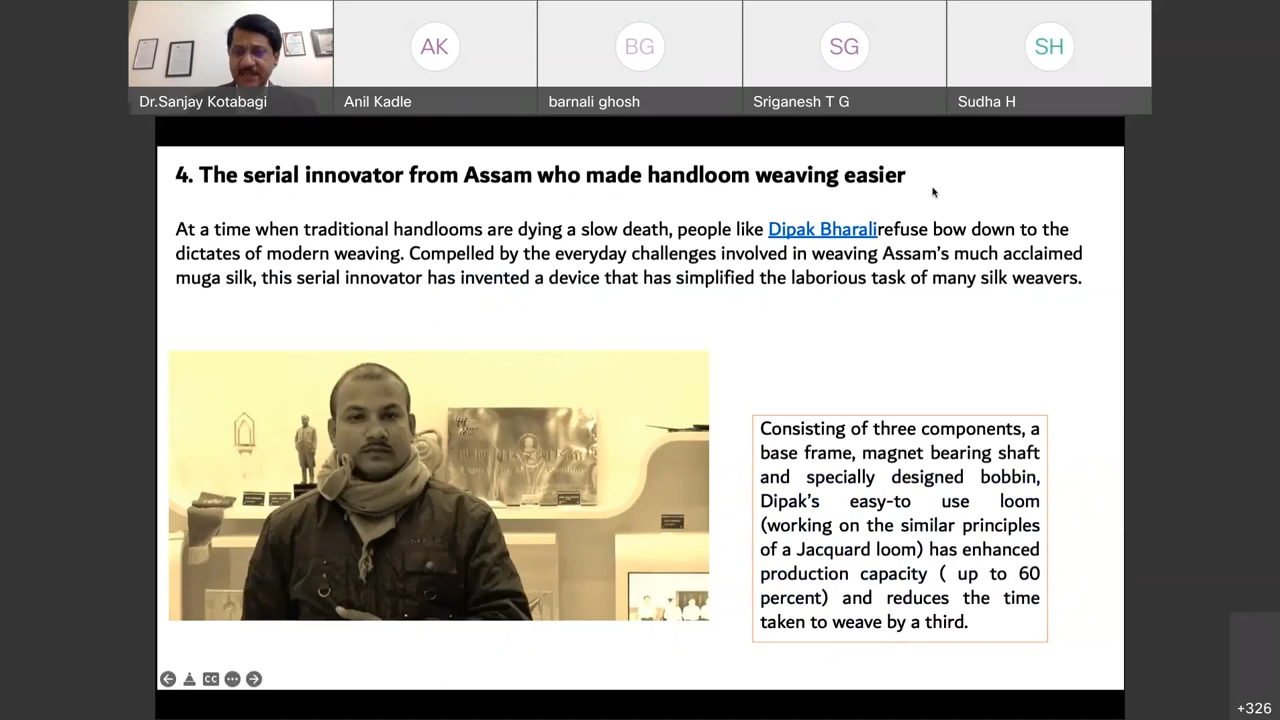 AK
BG
SG
SH
Dr.Sanjay Kotabagi
Anil Kadle
barnali ghosh
Sriganesh T G
Sudha H
4. The serial innovator from Assam who made handloom weaving easier
At a time when traditional handlooms are dying a slow death, people like Dipak Bharalirefuse bow down to the
dictates of modern weaving. Compelled by the everyday challenges involved in weaving Assam's much acclaimed
muga silk, this serial innovator has invented a device that has simplified the laborious task of many silk weavers.
Consisting of three components, a
base frame, magnet bearing shaft
and specially designed bobbin,
Dipak's easy-to use loom
(working on the similar principles
of a Jacquard loom) has enhanced
production capacity ( up to 60
percent) and reduces the time
taken to weave by a third.
CC
+326